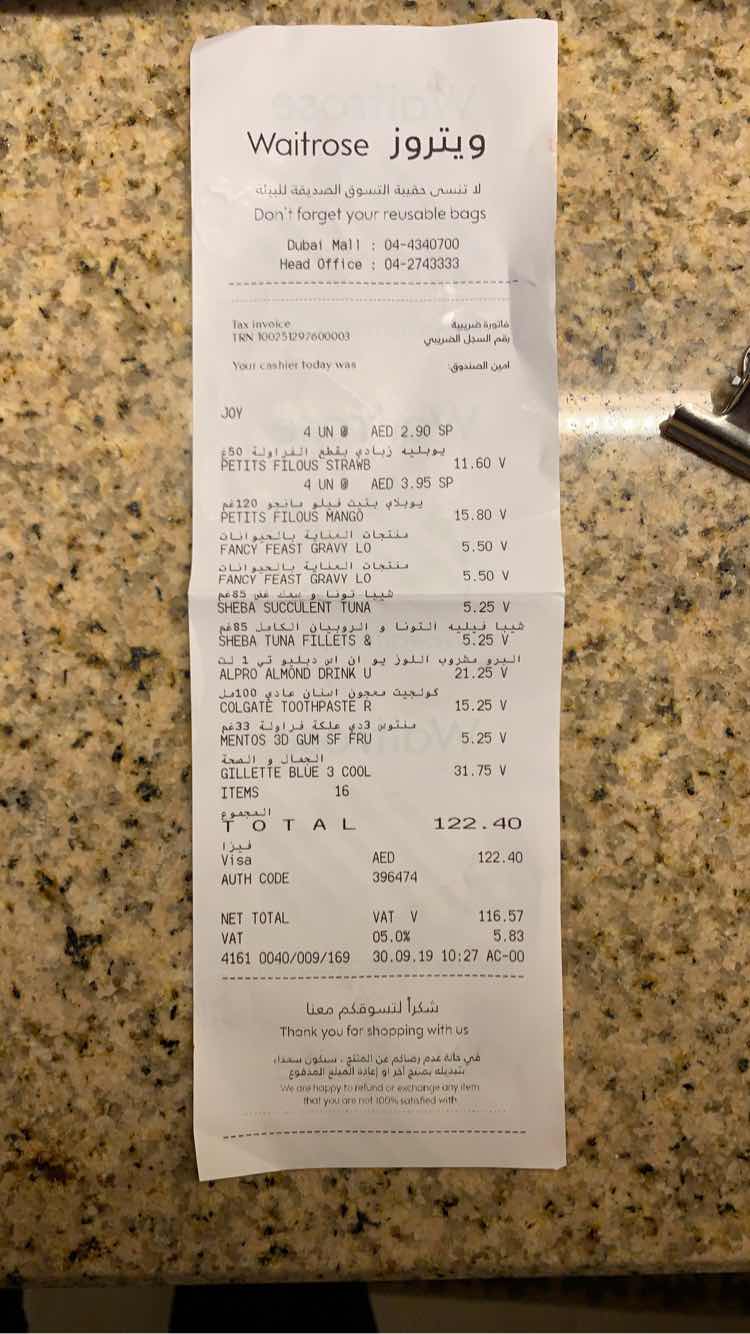 Waitrose ويتروز
لا تنسى حقيبة التسوق الصديقة للبيئة
Don't forget your reusable bags
Dubai Mall : 04-4340700
Head Office : 04-2743333
Tax invoice فاتورة ضريبية
TRN 100251297600003 رقم السجل الضريبي
Your cashier today was امين الصندوق:
JOY
4 UN @ AED 2.90 SP
يوبليه زبادي بقطع الفراولة 50غ
PETITS FILOUS STRAWB 11.60 V
4 UN @ AED 3.95 SP
يوبلاي بتيت فيلو مانجو 120غم
PETITS FILOUS MANGO 15.80 V
منتجات العناية بالحيوانات
FANCY FEAST GRAVY LO 5.50 V
منتجات العناية بالحيوانات
FANCY FEAST GRAVY LO 5.50 V
شيبا تونا و سمك غض 85غم
SHEBA SUCCULENT TUNA 5.25 V
شيبا فيليه التونا و الروبيان الكامل 85غم
SHEBA TUNA FILLETS & 5.25 V
البرو مشروب اللوز يو ان اس دبليو تي 1 لت
ALPRO ALMOND DRINK U 21.25 V
كولجيت معجون اسنان عادي 100مل
COLGATE TOOTHPASTE R 15.25 V
منتوس 3دي علكة فراولة 33غم
MENTOS 3D GUM SF FRU 5.25 V
الجمال و الصحة
GILLETTE BLUE 3 COOL 31.75 V
ITEMS 16
المجموع
TOTAL 122.40
فيزا
Visa AED 122.40
AUTH CODE 396474
NET TOTAL VAT V 116.57
VAT 05.0% 5.83
4161 0040/009/169 30.09.19 10:27 AC-00
شكراً لتسوقكم معنا
Thank you for shopping with us
في حالة عدم رضاكم عن المنتج ، سيكون سعداء
بتبديله بمنتج آخر او إعادة المبلغ المدفوع
We are happy to refund or exchange any item
that you are not 100% satisfied with